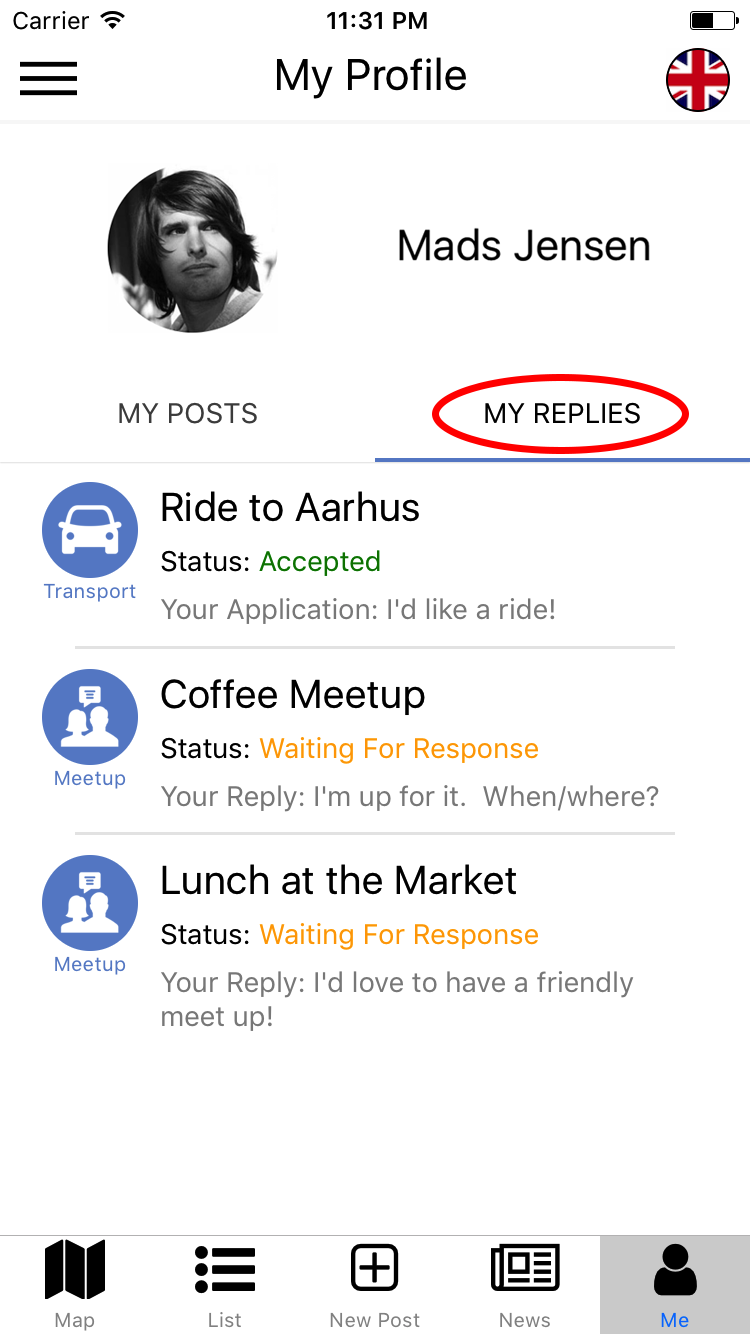 Carrier 11:31 PM
My Profile
Mads Jensen
MY POSTS MY REPLIES
Ride to Aarhus
Status: Accepted
Transport
Your Application: I'd like a ride!
Coffee Meetup
Status: Waiting For Response
Meetup
Your Reply: I'm up for it.  When/where?
Lunch at the Market
Status: Waiting For Response
Meetup
Your Reply: I'd love to have a friendly
meet up!
Map List New Post News Me